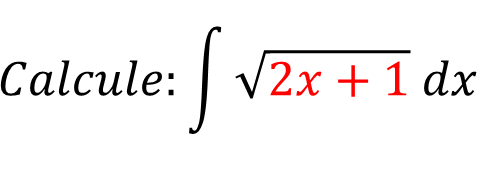 Calcule: ∫ √(2x + 1) dx